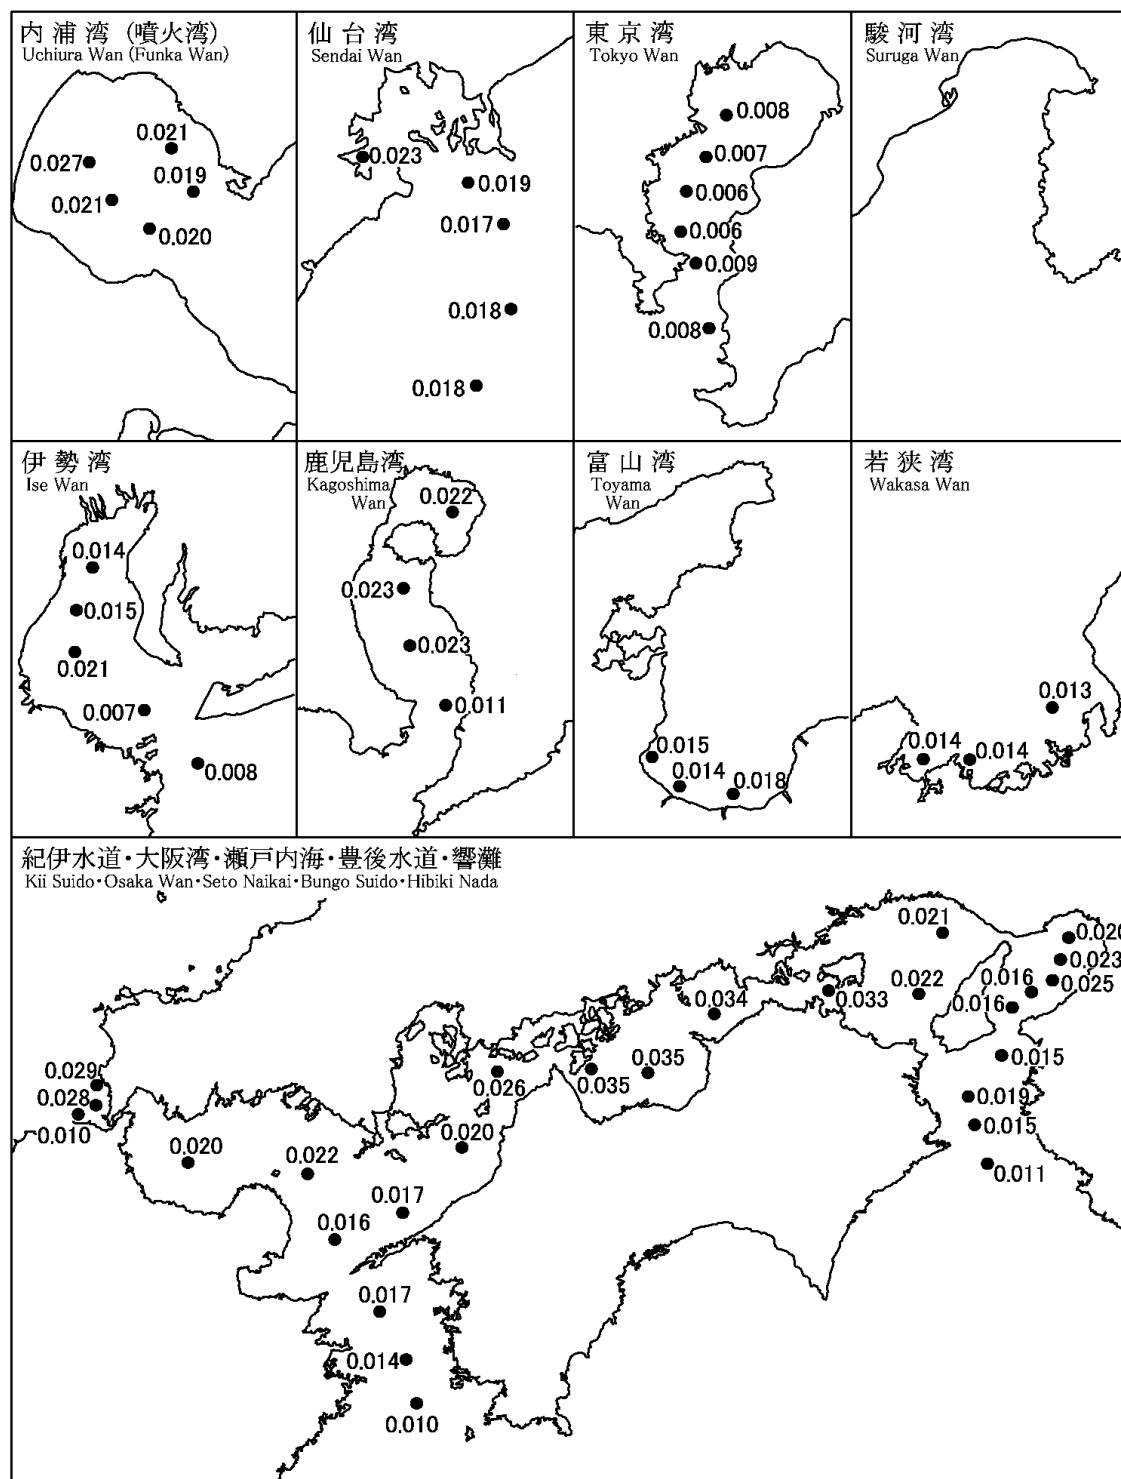 内浦湾 (噴火湾)
Uchiura Wan (Funka Wan)
0.021
0.027
0.019
0.021
0.020
仙台湾
Sendai Wan
0.023
0.019
0.017
0.018
0.018
東京湾
Tokyo Wan
0.008
0.007
0.006
0.006
0.009
0.008
駿河湾
Suruga Wan
伊勢湾
Ise Wan
0.014
0.015
0.021
0.007
0.008
鹿児島湾
Kagoshima
Wan
0.022
0.023
0.023
0.011
富山湾
Toyama
Wan
0.015
0.014
0.018
若狭湾
Wakasa Wan
0.013
0.014
0.014
紀伊水道・大阪湾・瀬戸内海・豊後水道・響灘
Kii Suido・Osaka Wan・Seto Naikai・Bungo Suido・Hibiki Nada
0.021
0.020
0.023
0.025
0.016
0.022
0.016
0.033
0.034
0.015
0.035
0.035
0.026
0.029
0.019
0.028
0.015
0.010
0.020
0.020
0.022
0.011
0.017
0.016
0.017
0.014
0.010